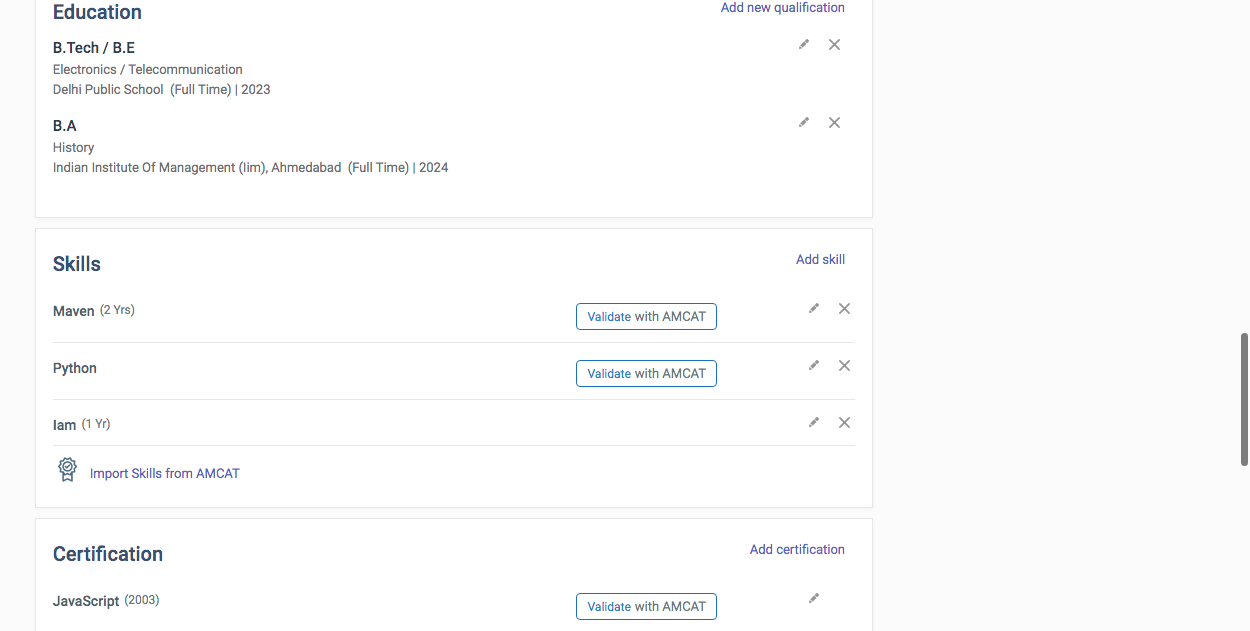 Education
Add new qualification
B.Tech / B.E
Electronics / Telecommunication
Delhi Public School (Full Time) | 2023
B.A
History
Indian Institute Of Management (Iim), Ahmedabad (Full Time) | 2024
Skills
Add skill
Maven (2 Yrs)
Validate with AMCAT
Python
Validate with AMCAT
Iam (1 Yr)
Import Skills from AMCAT
Certification
Add certification
JavaScript (2003)
Validate with AMCAT